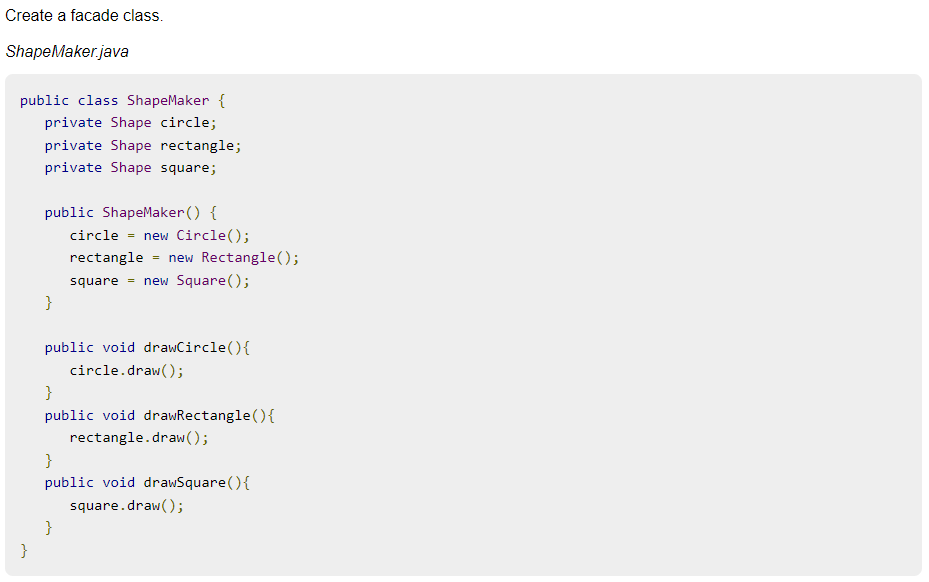 Create a facade class.
ShapeMaker.java
public class ShapeMaker {
   private Shape circle;
   private Shape rectangle;
   private Shape square;

   public ShapeMaker() {
      circle = new Circle();
      rectangle = new Rectangle();
      square = new Square();
   }

   public void drawCircle(){
      circle.draw();
   }
   public void drawRectangle(){
      rectangle.draw();
   }
   public void drawSquare(){
      square.draw();
   }
}